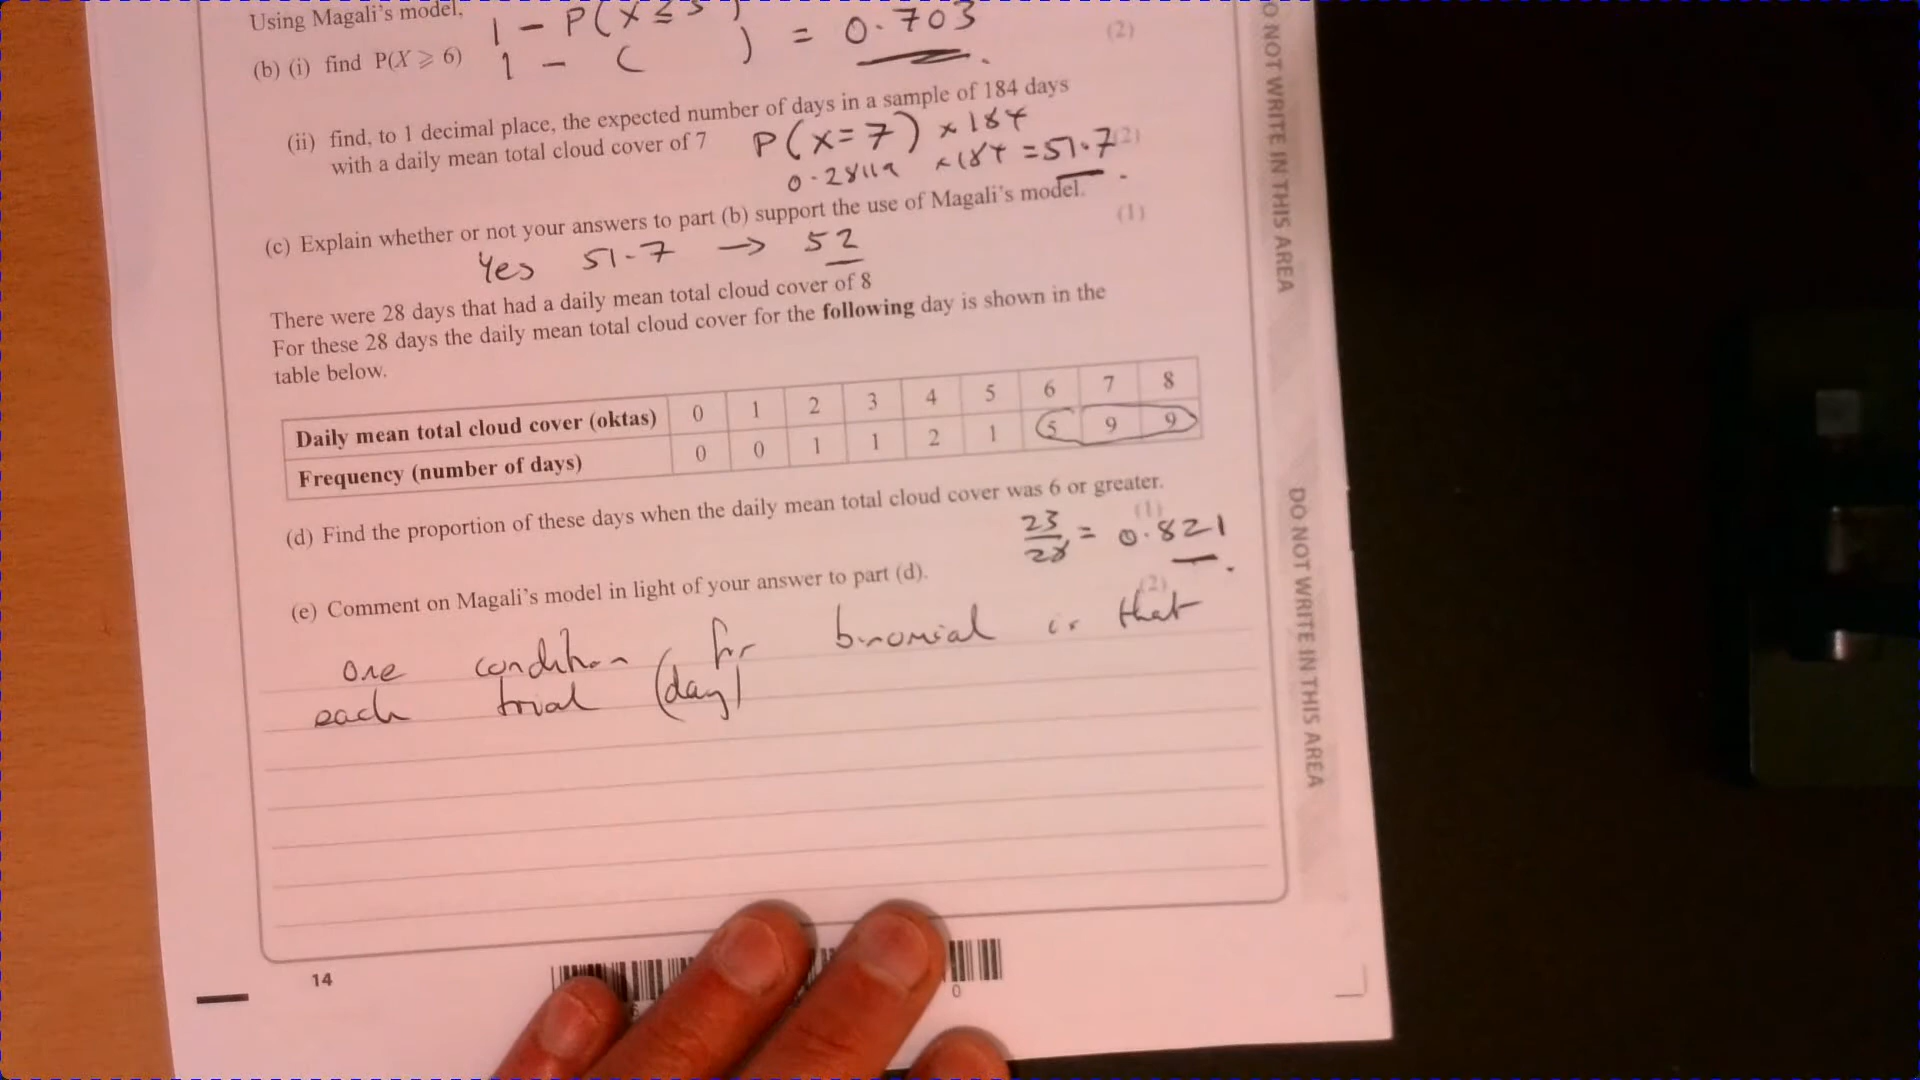 Using Magali's model,
1 - P(X ≤ 5)
(b) (i) find P(X ⩾ 6)
1 - ( ) = 0.703.
(2)
(ii) find, to 1 decimal place, the expected number of days in a sample of 184 days
with a daily mean total cloud cover of 7
P(X=7) × 184
(2)
0.2811 × 184 = 51.7.
(c) Explain whether or not your answers to part (b) support the use of Magali's model.
(1)
Yes 51.7 → 52
There were 28 days that had a daily mean total cloud cover of 8
For these 28 days the daily mean total cloud cover for the following day is shown in the
table below.
Daily mean total cloud cover (oktas) 0 1 2 3 4 5 6 7 8
Frequency (number of days) 0 0 1 1 2 1 5 9 9
(d) Find the proportion of these days when the daily mean total cloud cover was 6 or greater.
(1)
23/28 = 0.821.
(e) Comment on Magali's model in light of your answer to part (d).
(2)
one condition for binomial is that
each trial (day)
14
0
DO NOT WRITE IN THIS AREA
DO NOT WRITE IN THIS AREA